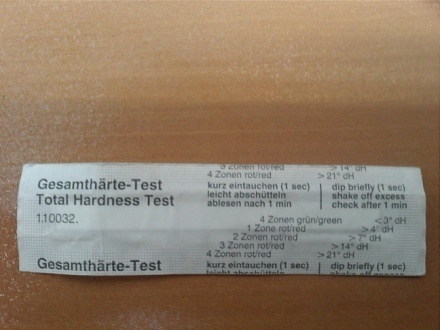 3 Zonen rot/red >14° dH
4 Zonen rot/red >21° dH
Gesamthärte-Test
Total Hardness Test
1.10032.
kurz eintauchen (1 sec)
leicht abschütteln
ablesen nach 1 min
dip briefly (1 sec)
shake off excess
check after 1 min
4 Zonen grün/green <3° dH
1 Zone rot/red >4° dH
2 Zonen rot/red >7° dH
3 Zonen rot/red >14° dH
4 Zonen rot/red >21° dH
Gesamthärte-Test
kurz eintauchen (1 sec)
leicht abschütteln
dip briefly (1 sec)
shake off excess